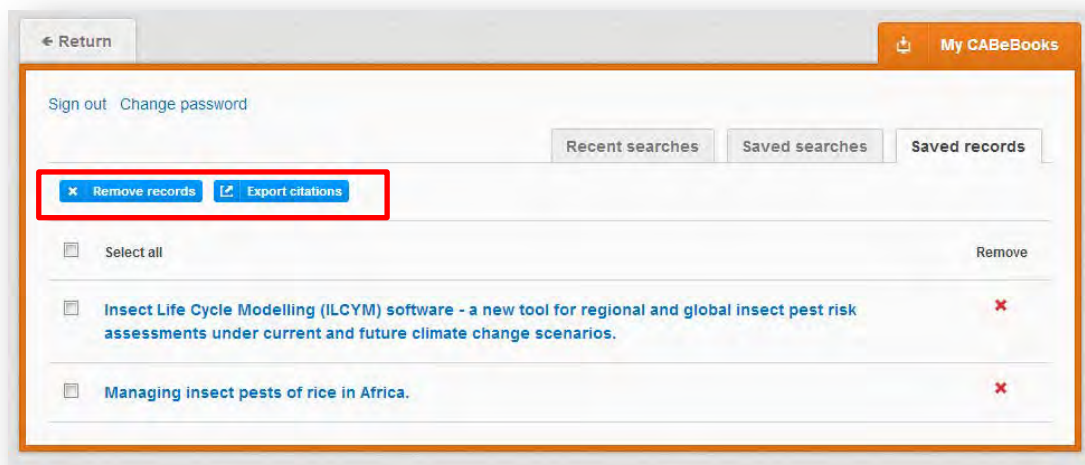 Return
My CABeBooks
Sign out Change password
Recent searches Saved searches Saved records
Remove records Export citations
Select all Remove
Insect Life Cycle Modelling (ILCYM) software - a new tool for regional and global insect pest risk
assessments under current and future climate change scenarios.
Managing insect pests of rice in Africa.